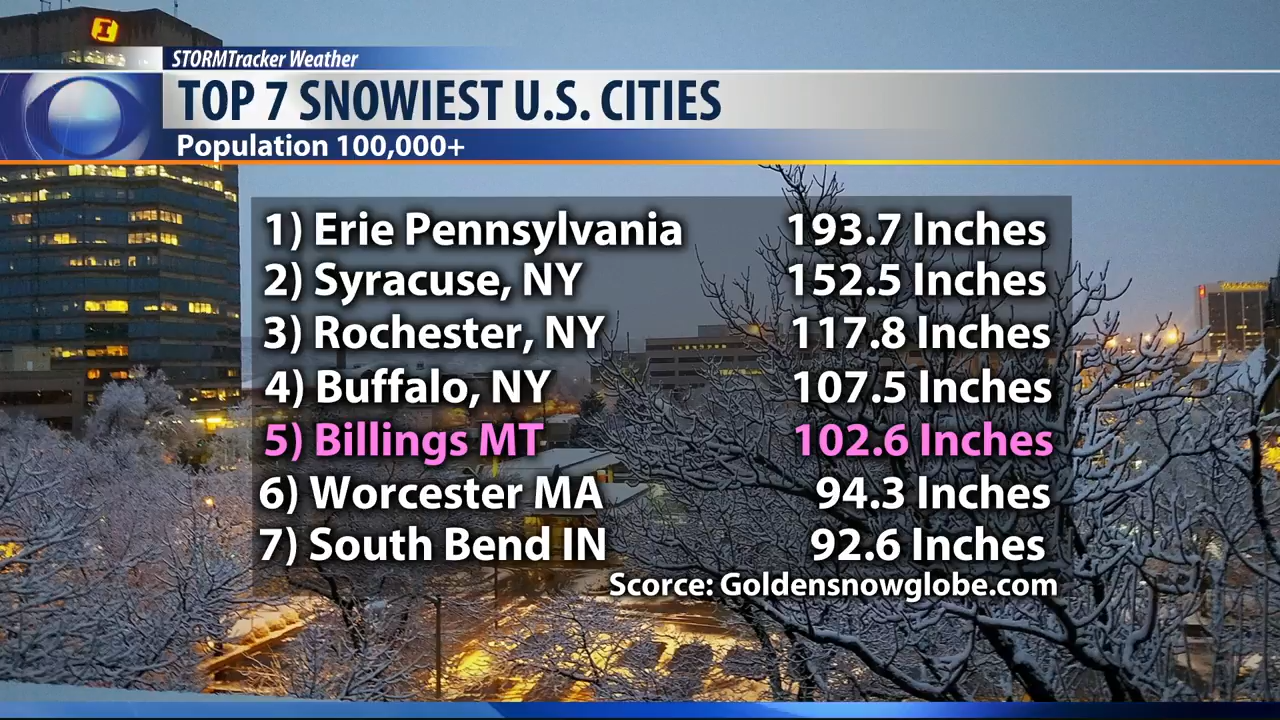 STORMTracker Weather
TOP 7 SNOWIEST U.S. CITIES
Population 100,000+
1) Erie Pennsylvania 193.7 Inches
2) Syracuse, NY 152.5 Inches
3) Rochester, NY 117.8 Inches
4) Buffalo, NY 107.5 Inches
5) Billings MT 102.6 Inches
6) Worcester MA 94.3 Inches
7) South Bend IN 92.6 Inches
Scorce: Goldensnowglobe.com